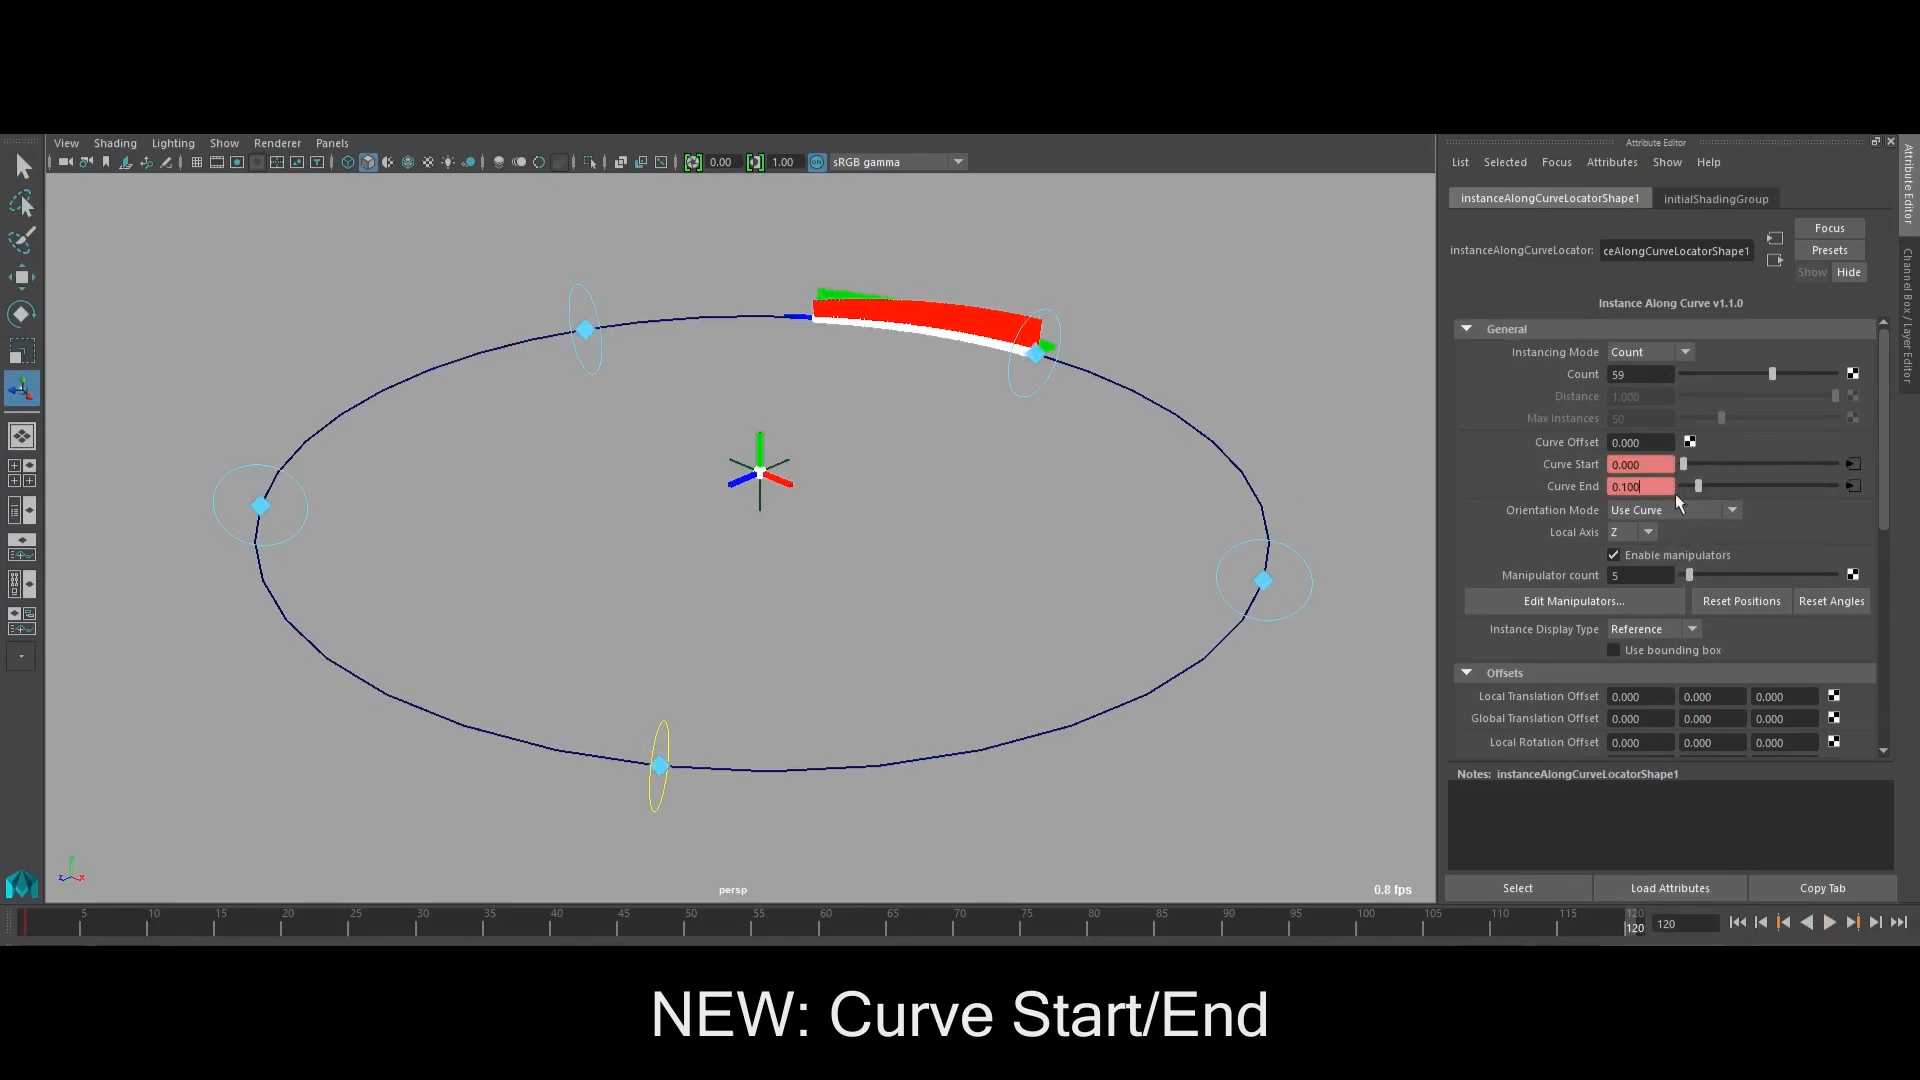 View Shading Lighting Show Renderer Panels
0.00 1.00 ON sRGB gamma
persp
0.8 fps
Attribute Editor
List Selected Focus Attributes Show Help
instanceAlongCurveLocatorShape1 initialShadingGroup
Focus
instanceAlongCurveLocator: ceAlongCurveLocatorShape1 Presets
Show Hide
Instance Along Curve v1.1.0
General
Instancing Mode Count
Count 59
Distance 1.000
Max Instances 50
Curve Offset 0.000
Curve Start 0.000
Curve End 0.100
Orientation Mode Use Curve
Local Axis Z
Enable manipulators
Manipulator count 5
Edit Manipulators... Reset Positions Reset Angles
Instance Display Type Reference
Use bounding box
Offsets
Local Translation Offset 0.000 0.000 0.000
Global Translation Offset 0.000 0.000 0.000
Local Rotation Offset 0.000 0.000 0.000
Notes: instanceAlongCurveLocatorShape1
Select Load Attributes Copy Tab
Attribute Editor
Channel Box / Layer Editor
5 10 15 20 25 30 35 40 45 50 55 60 65 70 75 80 85 90 95 100 105 110 115 120
120 120
NEW: Curve Start/End